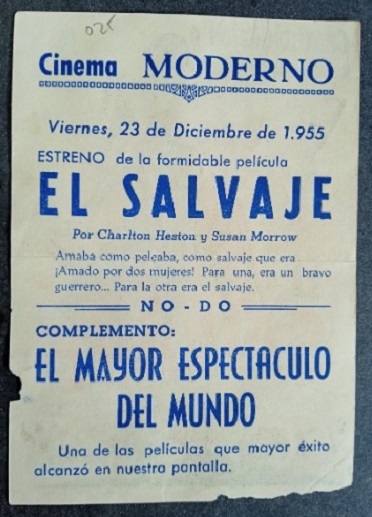 025
Cinema MODERNO
Viernes, 23 de Diciembre de 1.955
ESTRENO de la formidable película
EL SALVAJE
Por Charlton Heston y Susan Morrow
Amaba como peleaba, como salvaje que era
¡Amado por dos mujeres! Para una, era un bravo
guerrero... Para la otra era el salvaje.
NO-DO
COMPLEMENTO:
EL MAYOR ESPECTACULO
DEL MUNDO
Una de las películas que mayor éxito
alcanzó en nuestra pantalla.